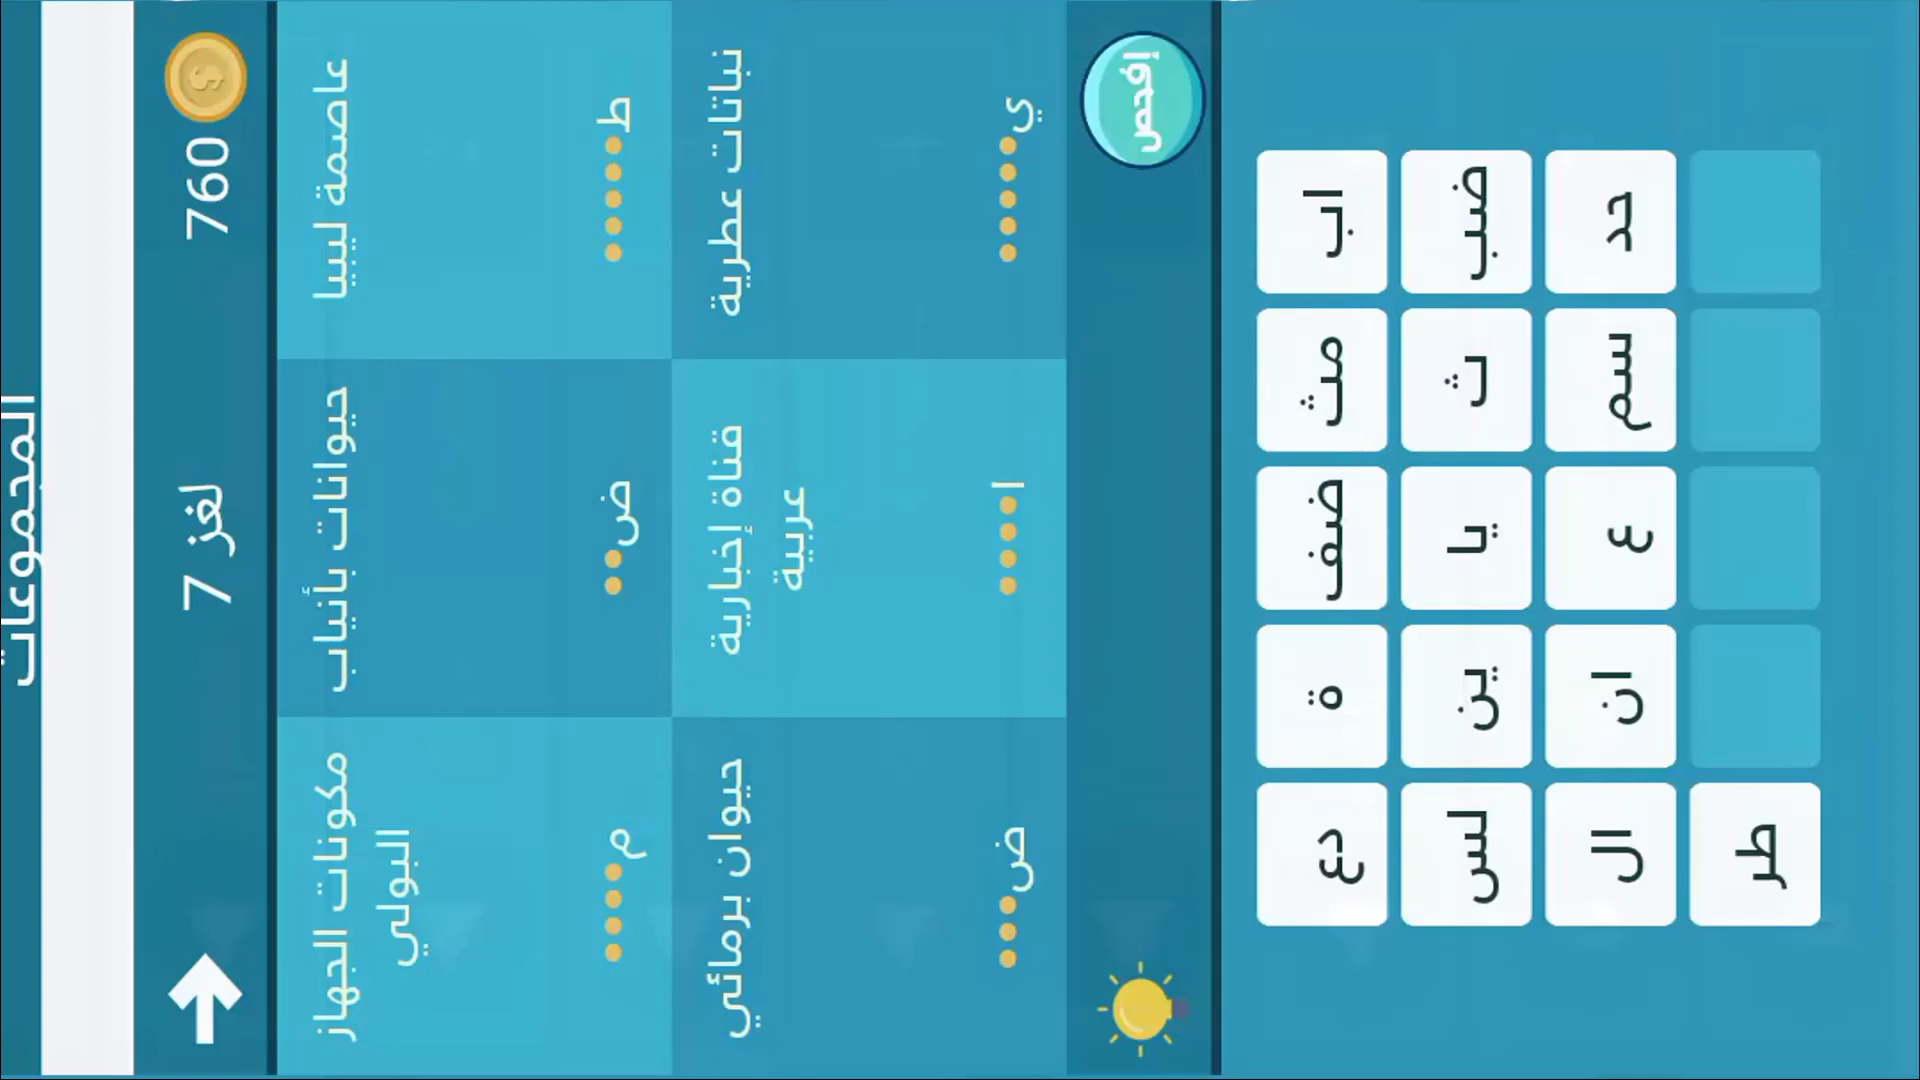 المجموعات
760
لغز 7
عاصمة ليبيا
ط•••••
حيوانات بأنياب
ض••
مكونات الجهاز
البولي
م••••
نباتات عطرية
ي•••••
قناة إخبارية
عربية
ا••••
حيوان برمائي
ض•••
إفحص
اب مث ضف ة دع
ضب ث يا ين لس
حد سم ع ان ال
طر